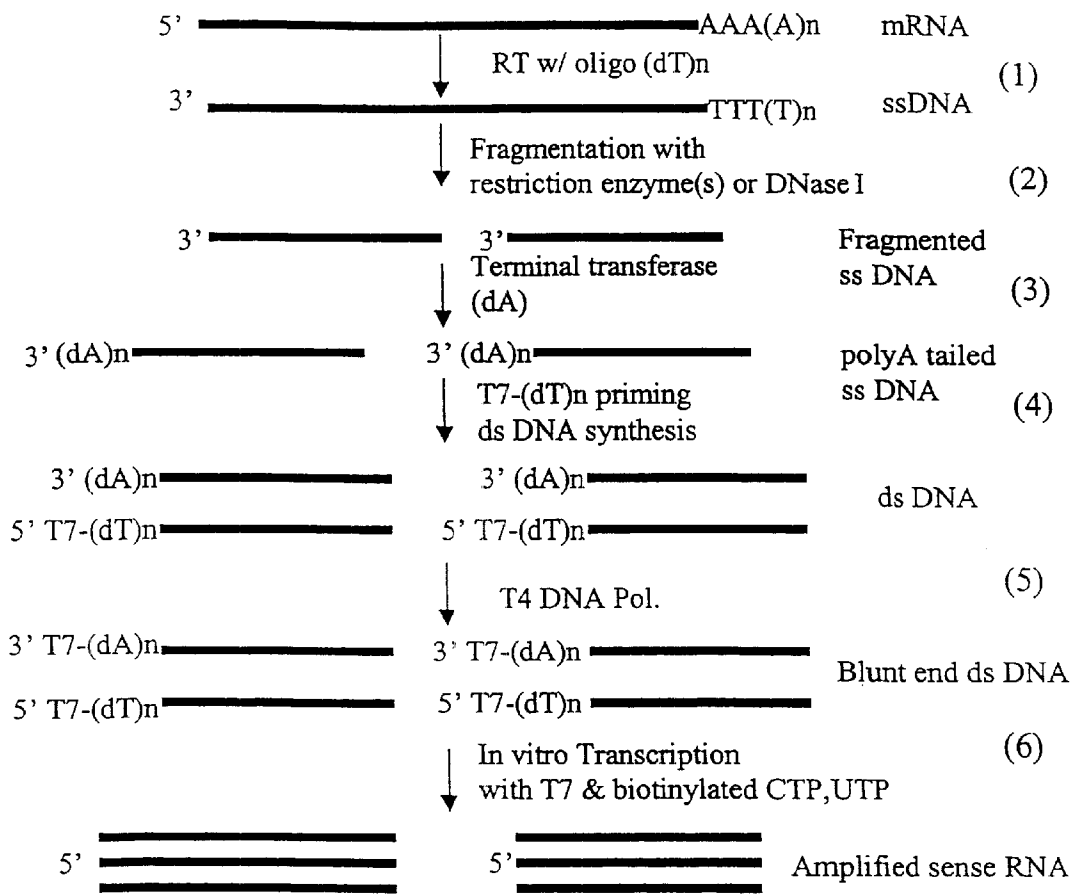 5’ AAA(A)n mRNA
RT w/ oligo (dT)n (1)
3’ TTT(T)n ssDNA
Fragmentation with
restriction enzyme(s) or DNase I (2)
3’ 3’ Fragmented
ss DNA
Terminal transferase
(dA) (3)
3’ (dA)n 3’ (dA)n polyA tailed
ss DNA
T7-(dT)n priming
ds DNA synthesis (4)
3’ (dA)n 3’ (dA)n ds DNA
5’ T7-(dT)n 5’ T7-(dT)n
T4 DNA Pol. (5)
3’ T7-(dA)n 3’ T7-(dA)n Blunt end ds DNA
5’ T7-(dT)n 5’ T7-(dT)n
In vitro Transcription
with T7 & biotinylated CTP,UTP (6)
5’ 5’ Amplified sense RNA